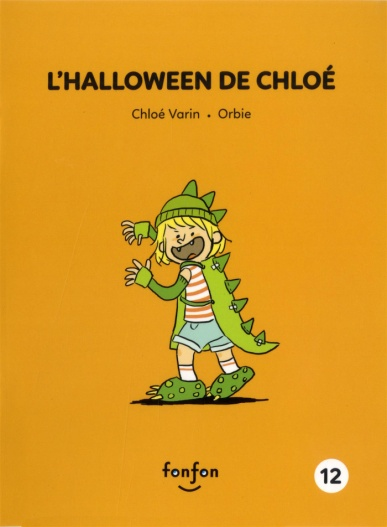 L'HALLOWEEN DE CHLOÉ
Chloé Varin • Orbie
fonfon
12